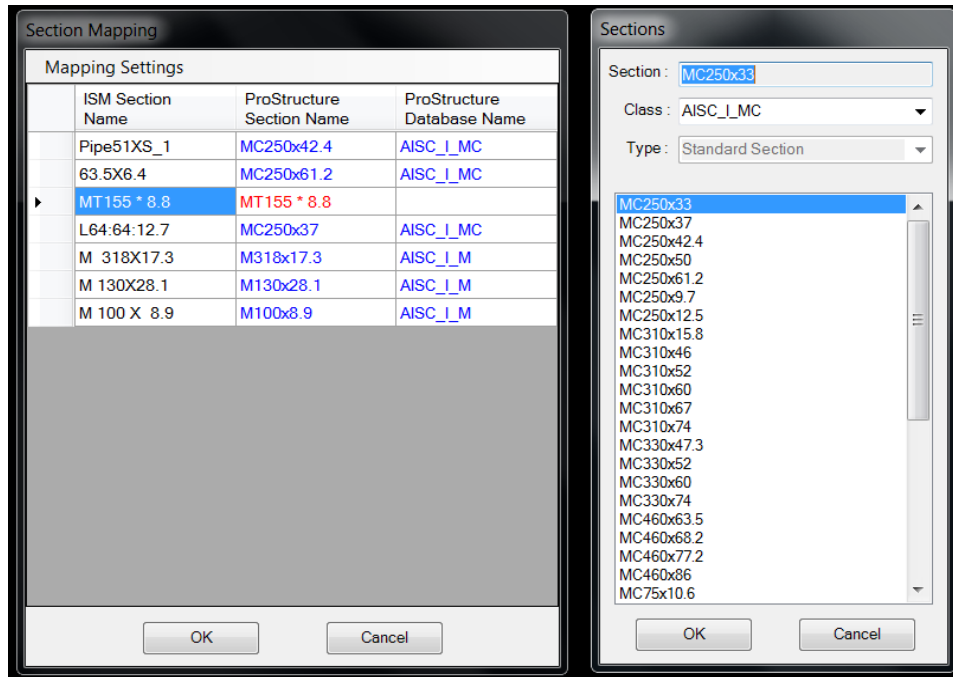 Section Mapping
Mapping Settings
ISM Section Name ProStructure Section Name ProStructure Database Name
Pipe51XS_1 MC250x42.4 AISC_I_MC
63.5X6.4 MC250x61.2 AISC_I_MC
MT155 * 8.8 MT155 * 8.8
L64:64:12.7 MC250x37 AISC_I_MC
M  318X17.3 M318x17.3 AISC_I_M
M 130X28.1 M130x28.1 AISC_I_M
M 100 X  8.9 M100x8.9 AISC_I_M
OK Cancel
Sections
Section : MC250x33
Class : AISC_I_MC
Type : Standard Section
MC250x33
MC250x37
MC250x42.4
MC250x50
MC250x61.2
MC250x9.7
MC250x12.5
MC310x15.8
MC310x46
MC310x52
MC310x60
MC310x67
MC310x74
MC330x47.3
MC330x52
MC330x60
MC330x74
MC460x63.5
MC460x68.2
MC460x77.2
MC460x86
MC75x10.6
OK Cancel